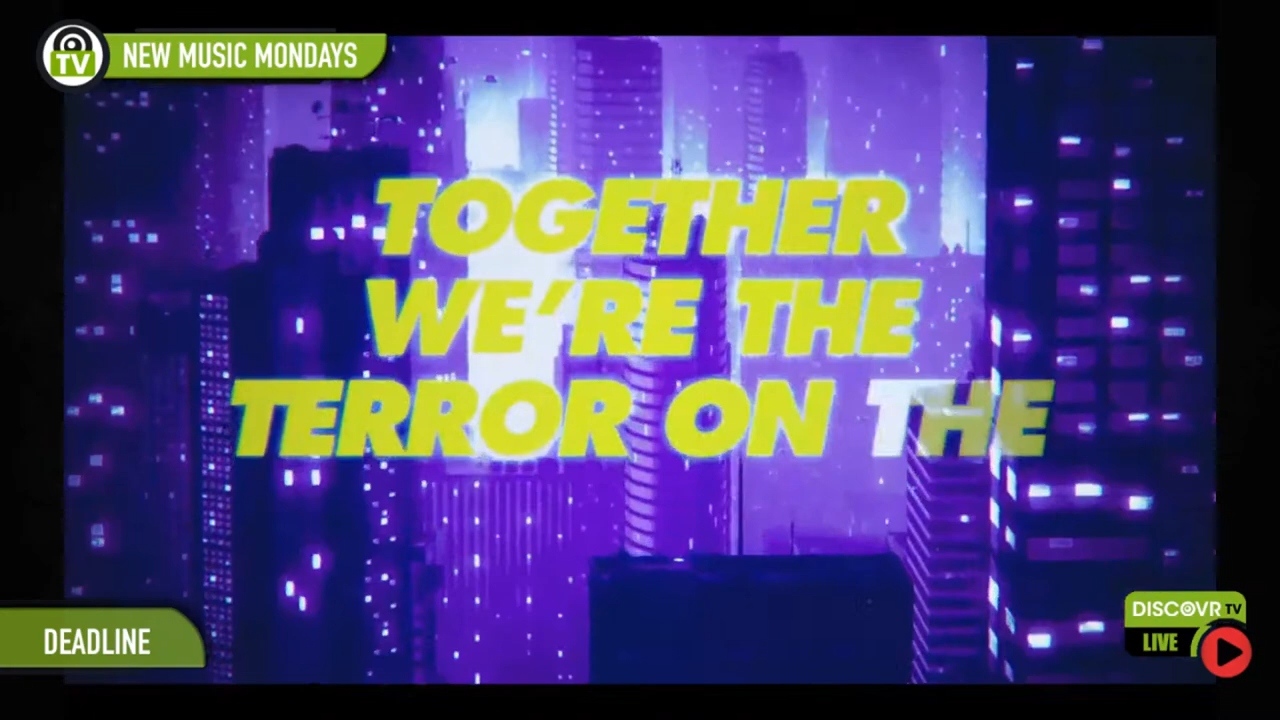 TV
NEW MUSIC MONDAYS
TOGETHER
WE'RE THE
TERROR ON THE
DEADLINE
DISCOVR TV
LIVE